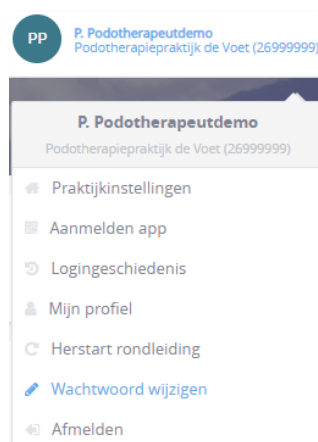 PP
P. Podotherapeutdemo
Podotherapiepraktijk de Voet (26999999)
P. Podotherapeutdemo
Podotherapiepraktijk de Voet (26999999)
Praktijkinstellingen
Aanmelden app
Logingeschiedenis
Mijn profiel
Herstart rondleiding
Wachtwoord wijzigen
Afmelden